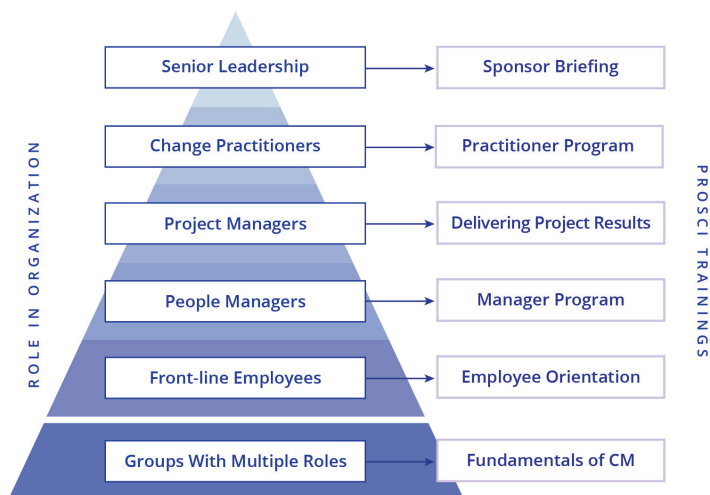 Senior Leadership
Sponsor Briefing
Change Practitioners
Practitioner Program
Project Managers
Delivering Project Results
People Managers
Manager Program
Front-line Employees
Employee Orientation
Groups With Multiple Roles
Fundamentals of CM
ROLE IN ORGANIZATION
PROSCI TRAININGS